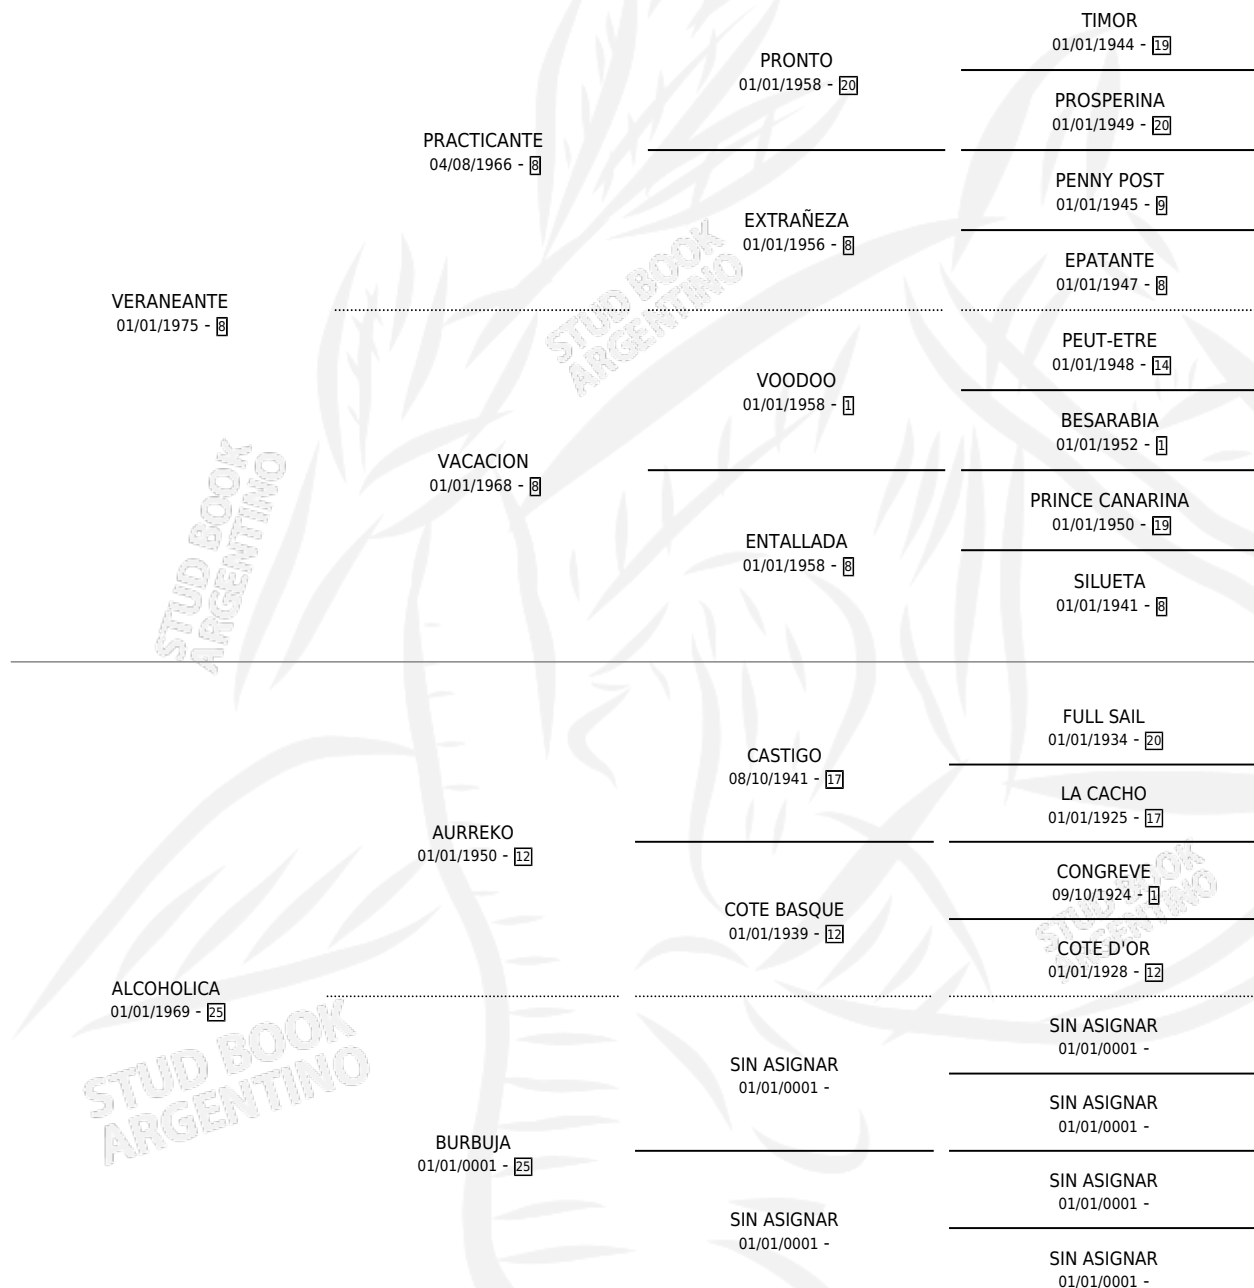 TIMOR
01/01/1944 - 19
PRONTO
01/01/1958 - 20
PROSPERINA
01/01/1949 - 20
PRACTICANTE
04/08/1966 - 8
PENNY POST
01/01/1945 - 9
EXTRAÑEZA
01/01/1956 - 8
EPATANTE
01/01/1947 - 8
VERANEANTE
01/01/1975 - 8
PEUT-ETRE
01/01/1948 - 14
VOODOO
01/01/1958 - 1
BESARABIA
01/01/1952 - 1
VACACION
01/01/1968 - 8
PRINCE CANARINA
01/01/1950 - 19
ENTALLADA
01/01/1958 - 8
SILUETA
01/01/1941 - 8
STUD BOOK
ARGENTINO
STUD BOOK
ARGENTINO
FULL SAIL
01/01/1934 - 20
CASTIGO
08/10/1941 - 17
LA CACHO
01/01/1925 - 17
AURREKO
01/01/1950 - 12
CONGREVE
09/10/1924 - 1
COTE BASQUE
01/01/1939 - 12
COTE D'OR
01/01/1928 - 12
ALCOHOLICA
01/01/1969 - 25
SIN ASIGNAR
01/01/0001 -
SIN ASIGNAR
01/01/0001 -
SIN ASIGNAR
01/01/0001 -
BURBUJA
01/01/0001 - 25
SIN ASIGNAR
01/01/0001 -
SIN ASIGNAR
01/01/0001 -
SIN ASIGNAR
01/01/0001 -
STUD BOOK
ARGENTINO
STUD BOOK
ARGENTINO